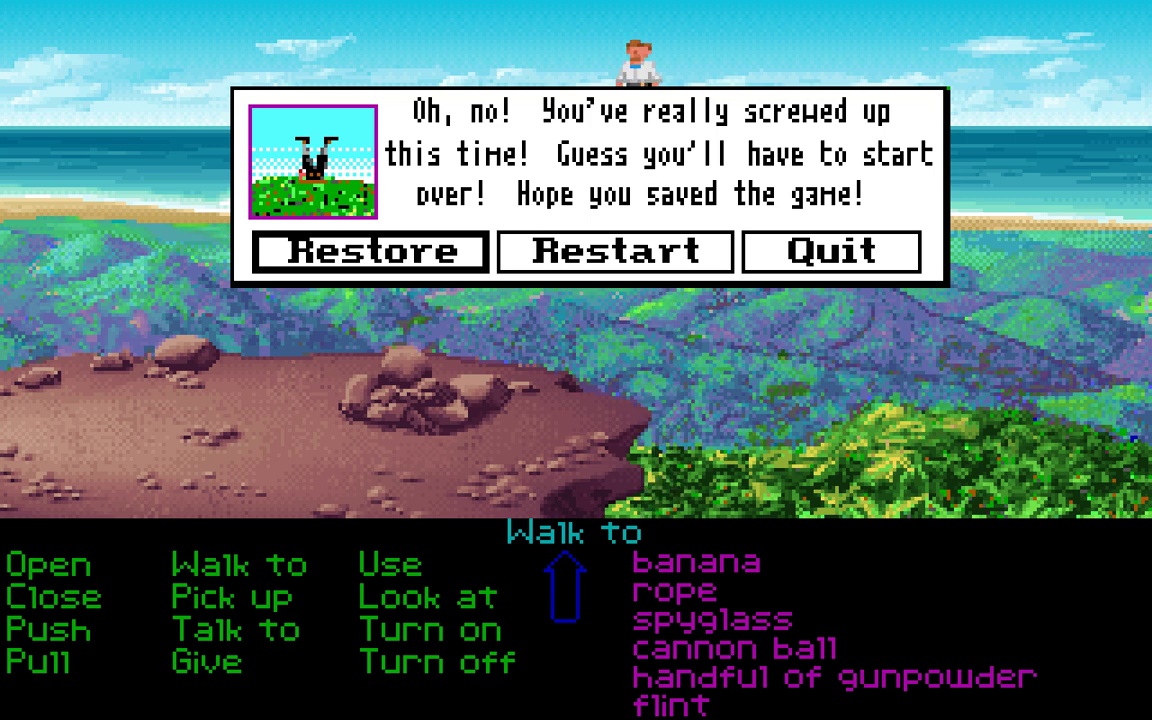 Oh, no! You've really screwed up
this time! Guess you'll have to start
over! Hope you saved the game!
Restore Restart Quit
Walk to
Open Walk to Use banana
Close Pick up Look at rope
Push Talk to Turn on spyglass
Pull Give Turn off cannon ball
handful of gunpowder
flint